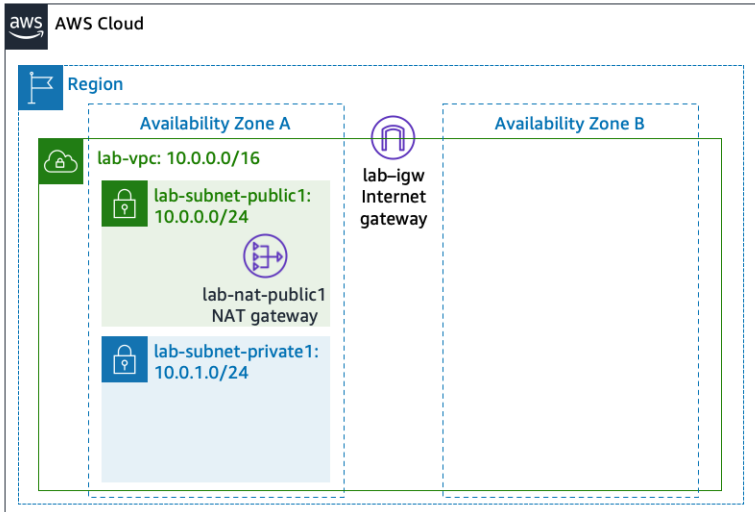 aws
AWS Cloud
Region
Availability Zone A
Availability Zone B
lab-vpc: 10.0.0.0/16
lab-subnet-public1:
10.0.0.0/24
lab-nat-public1
NAT gateway
lab–igw
Internet
gateway
lab-subnet-private1:
10.0.1.0/24